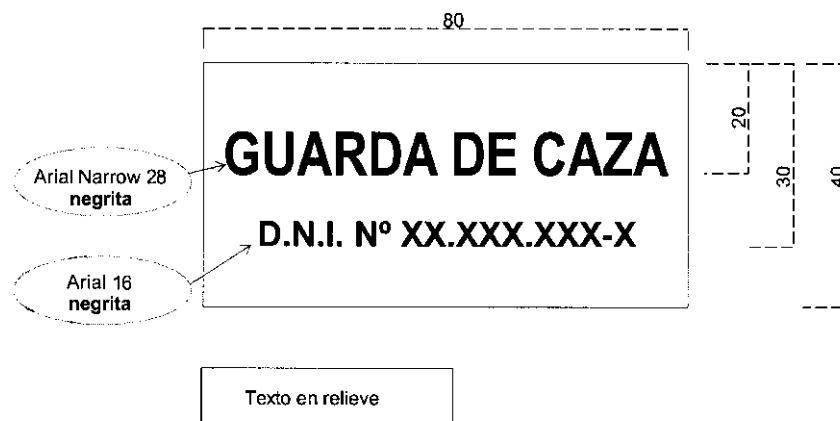 80
GUARDA DE CAZA
20
30
40
Arial Narrow 28
negrita
D.N.I. Nº XX.XXX.XXX-X
Arial 16
negrita
Texto en relieve